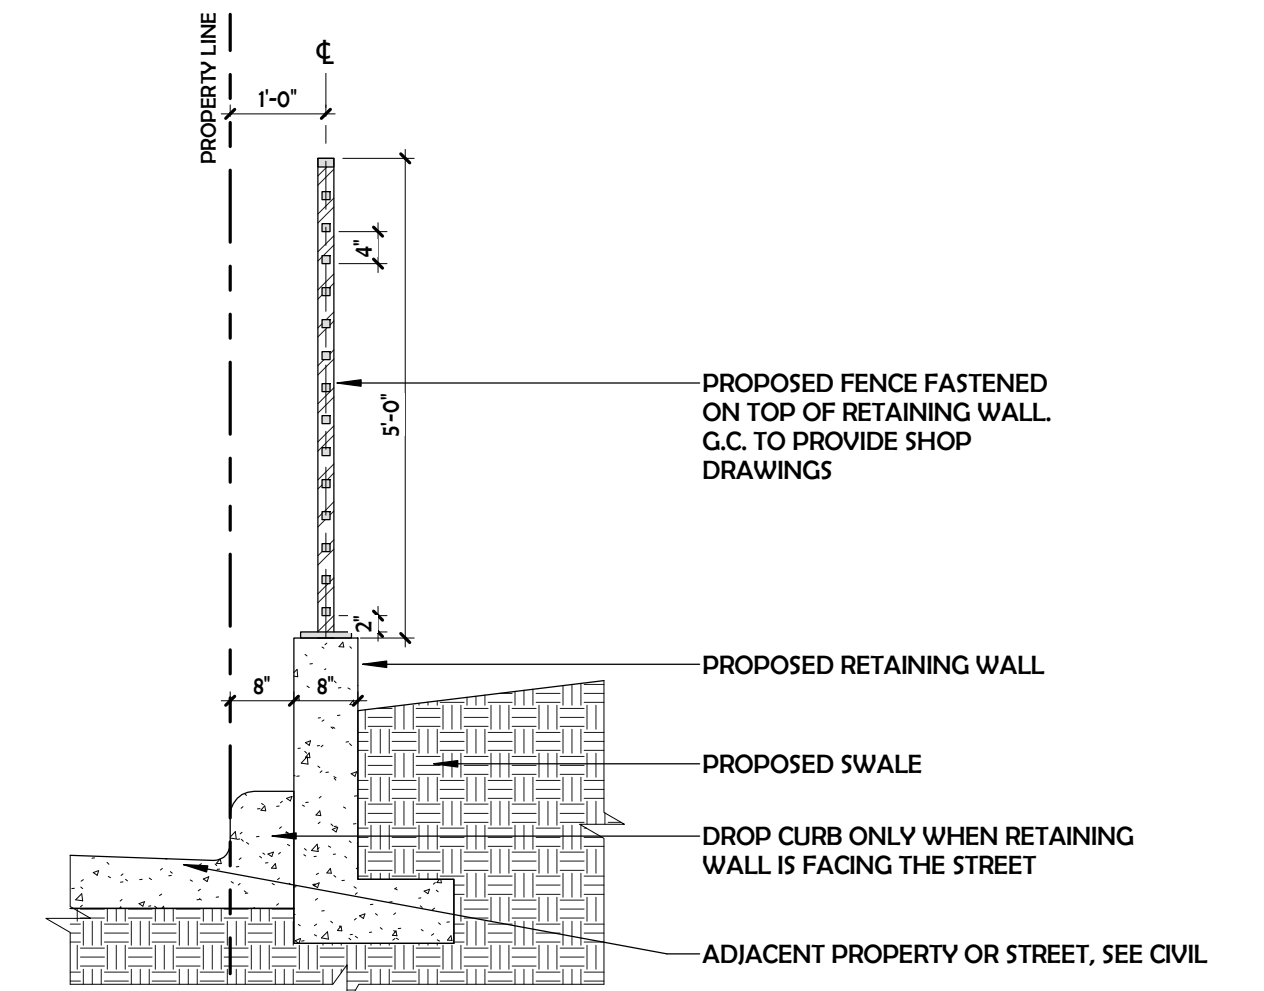 PROPERTY LINE
℄
1'-0"
4"
5'-0"
PROPOSED FENCE FASTENED
ON TOP OF RETAINING WALL.
G.C. TO PROVIDE SHOP
DRAWINGS
2"
PROPOSED RETAINING WALL
8"
8"
PROPOSED SWALE
DROP CURB ONLY WHEN RETAINING
WALL IS FACING THE STREET
ADJACENT PROPERTY OR STREET, SEE CIVIL